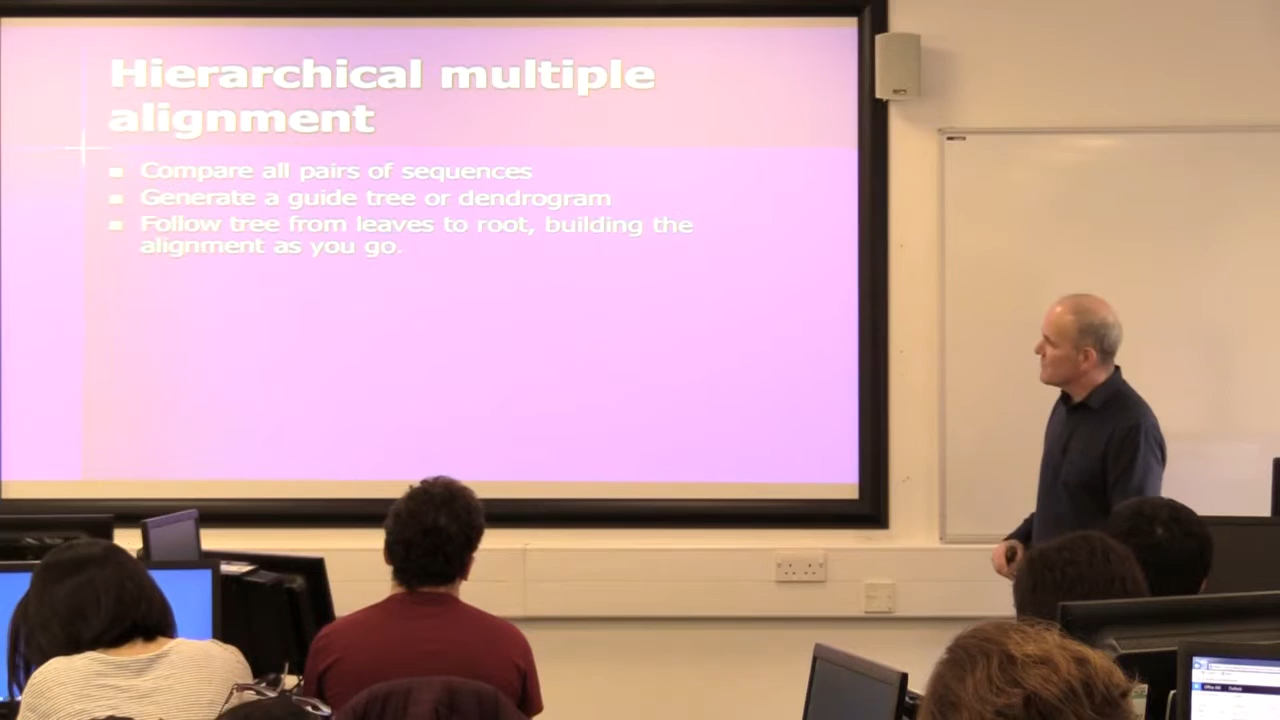 Hierarchical multiple
alignment
Compare all pairs of sequences
Generate a guide tree or dendrogram
Follow tree from leaves to root, building the
alignment as you go.